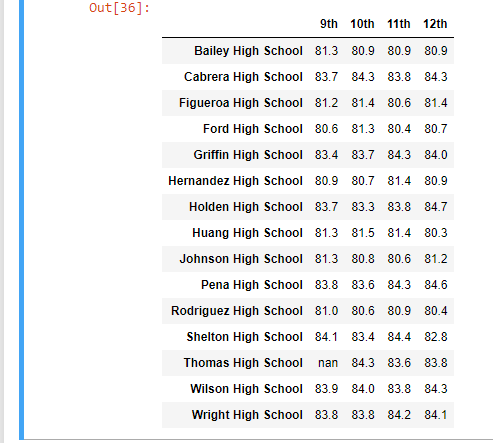 Out[36]:
9th 10th 11th 12th
Bailey High School 81.3 80.9 80.9 80.9
Cabrera High School 83.7 84.3 83.8 84.3
Figueroa High School 81.2 81.4 80.6 81.4
Ford High School 80.6 81.3 80.4 80.7
Griffin High School 83.4 83.7 84.3 84.0
Hernandez High School 80.9 80.7 81.4 80.9
Holden High School 83.7 83.3 83.8 84.7
Huang High School 81.3 81.5 81.4 80.3
Johnson High School 81.3 80.8 80.6 81.2
Pena High School 83.8 83.6 84.3 84.6
Rodriguez High School 81.0 80.6 80.9 80.4
Shelton High School 84.1 83.4 84.4 82.8
Thomas High School nan 84.3 83.6 83.8
Wilson High School 83.9 84.0 83.8 84.3
Wright High School 83.8 83.8 84.2 84.1